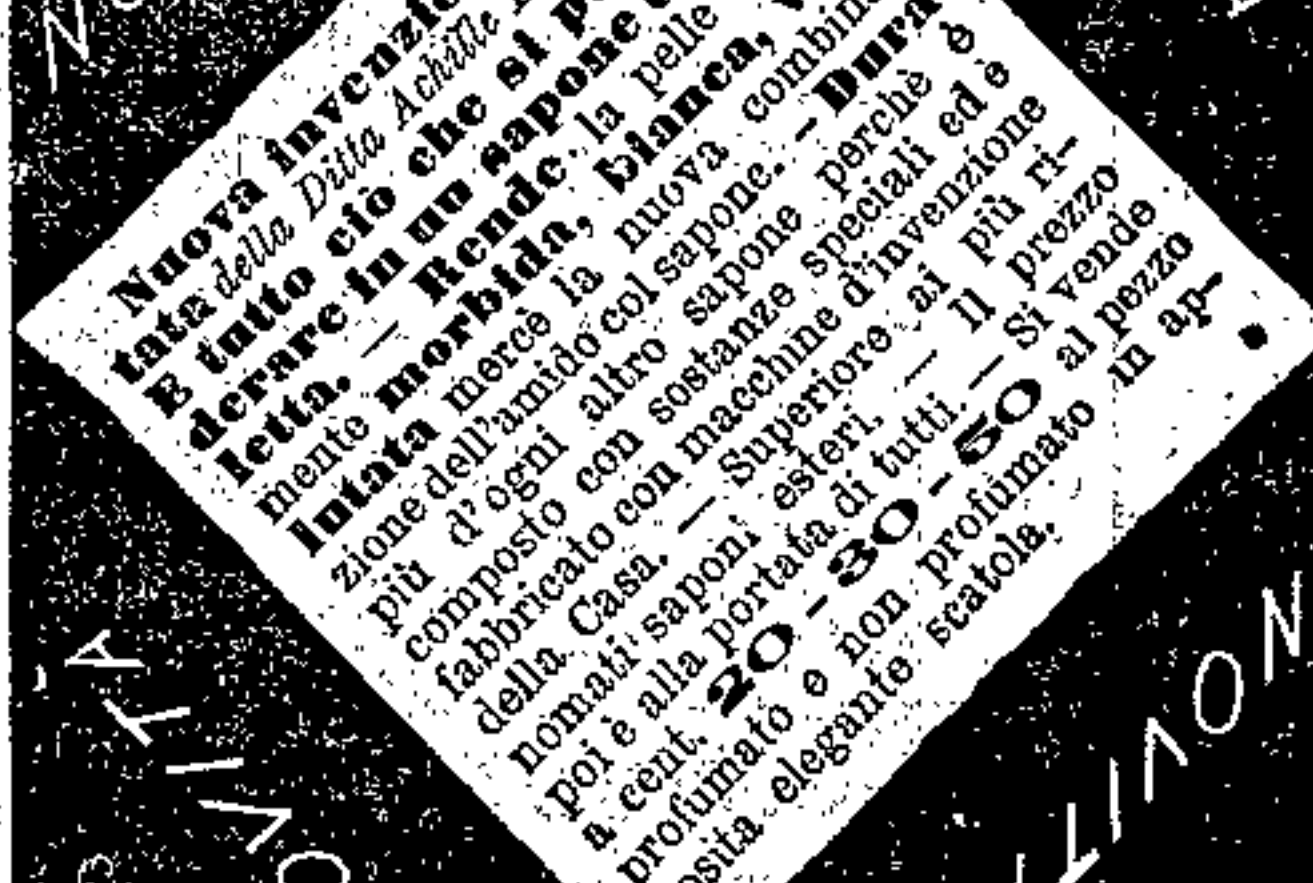 Nuova invenzio
tata della Ditta Achille
È tutto ciò che si p
derare in un sapone
letta. — Rende la pelle
mente morbida, bianca,
lutata mercè la nuova combin
zione dell'amido col sapone. — Dura
più d'ogni altro sapone perchè è
composto con sostanze speciali ed è
fabbricato con macchine d'invenzione
della Casa. — Superiore ai più ri-
nomati saponi esteri. — Il prezzo
poi è alla portata di tutti. — Si vende
a cent. 20 - 30 - 50 al pezzo
profumato e non profumato in ap-
osita elegante scatola.
NOVITÀ